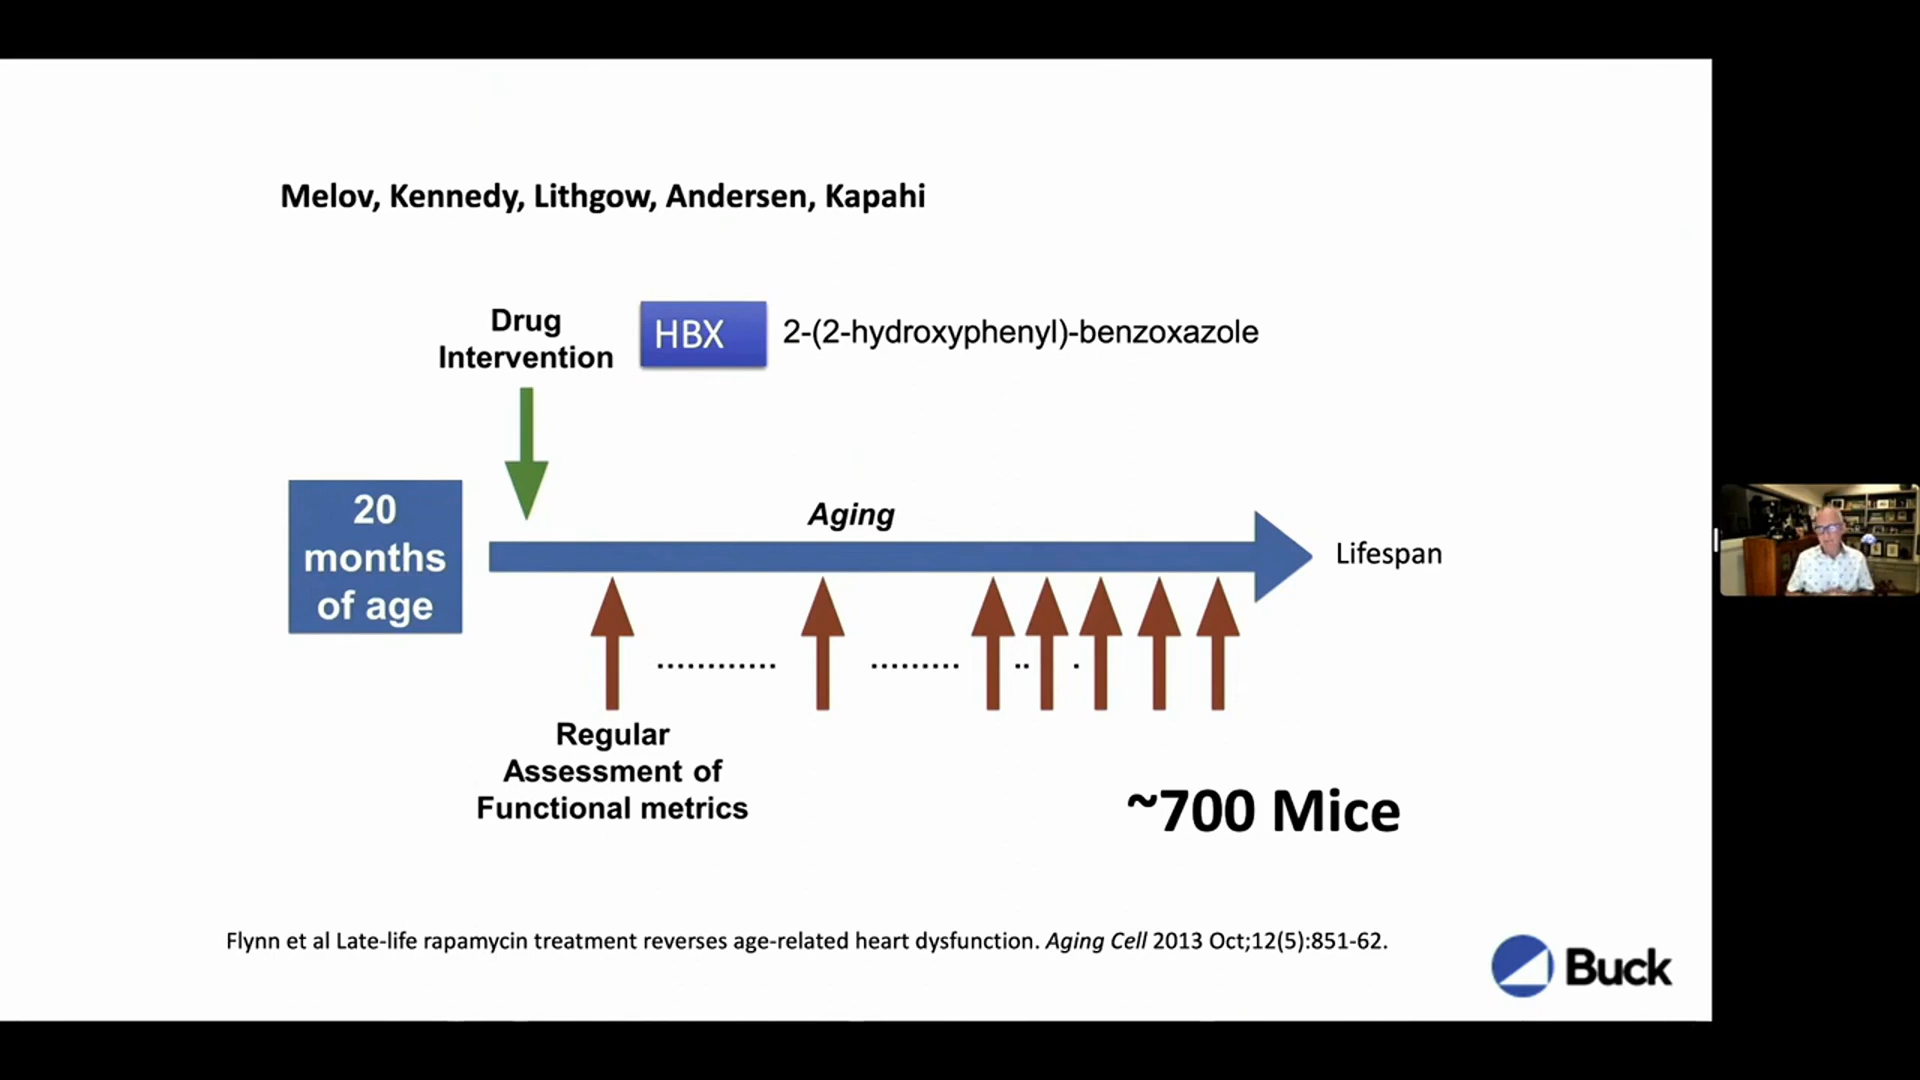 Melov, Kennedy, Lithgow, Andersen, Kapahi
Drug
Intervention
HBX
2-(2-hydroxyphenyl)-benzoxazole
20
months
of age
Aging
Lifespan
Regular
Assessment of
Functional metrics
~700 Mice
Flynn et al Late-life rapamycin treatment reverses age-related heart dysfunction. Aging Cell 2013 Oct;12(5):851-62.
Buck